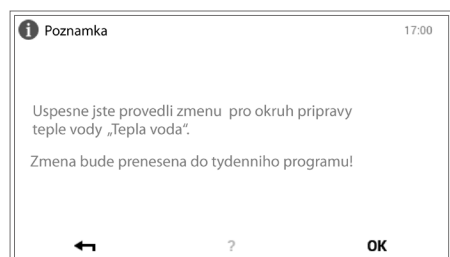 Poznamka 17:00
Uspesne jste provedli zmenu pro okruh pripravy
teple vody „Tepla voda“.
Zmena bude prenesena do tydenniho programu!
? OK